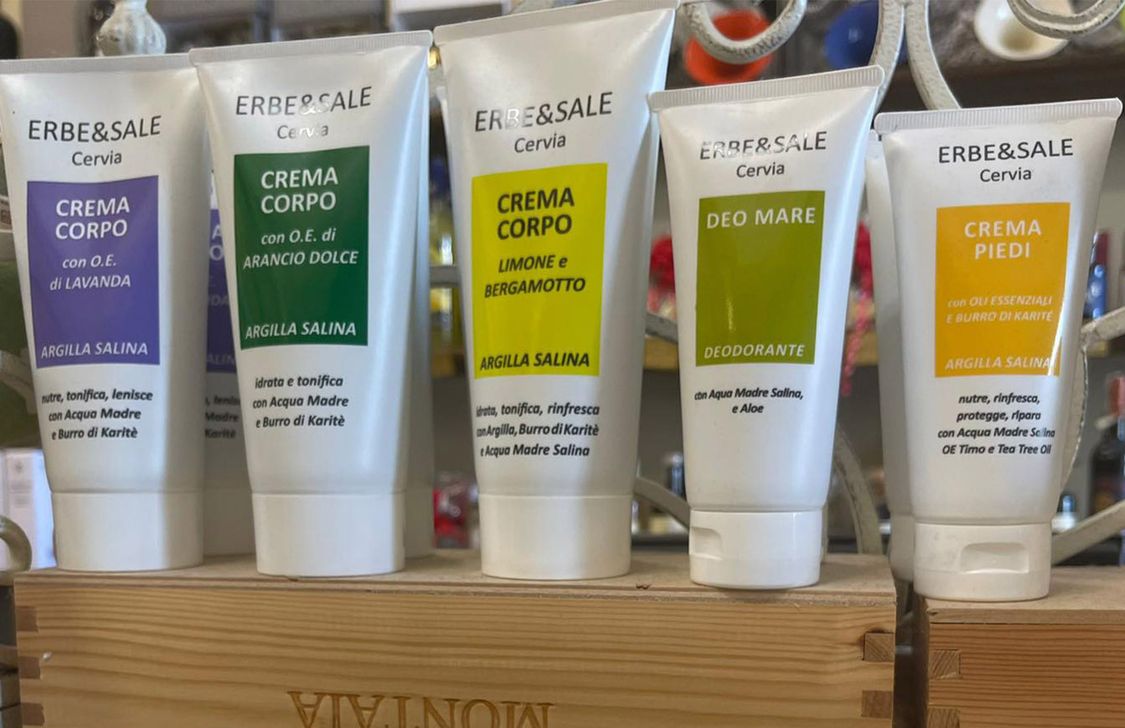 ERBE&SALE
Cervia
CREMA
CORPO
con O.E.
di LAVANDA
ARGILLA SALINA
nutre, tonifica, lenisce
con Acqua Madre
e Burro di Karitè
ERBE&SALE
Cervia
CREMA
CORPO
con O.E. di
ARANCIO DOLCE
ARGILLA SALINA
idrata e tonifica
con Acqua Madre
e Burro di Karitè
ERBE&SALE
Cervia
CREMA
CORPO
LIMONE e
BERGAMOTTO
ARGILLA SALINA
idrata, tonifica, rinfresca
con Argilla, Burro di Karitè
e Acqua Madre Salina
ERBE&SALE
Cervia
DEO MARE
DEODORANTE
con Aqua Madre Salina,
e Aloe
ERBE&SALE
Cervia
CREMA
PIEDI
con OLI ESSENZIALI
E BURRO DI KARITÉ
ARGILLA SALINA
nutre, rinfresca,
protegge, ripara
con Acqua Madre Salina
OE Timo e Tea Tree Oil
MONTALA